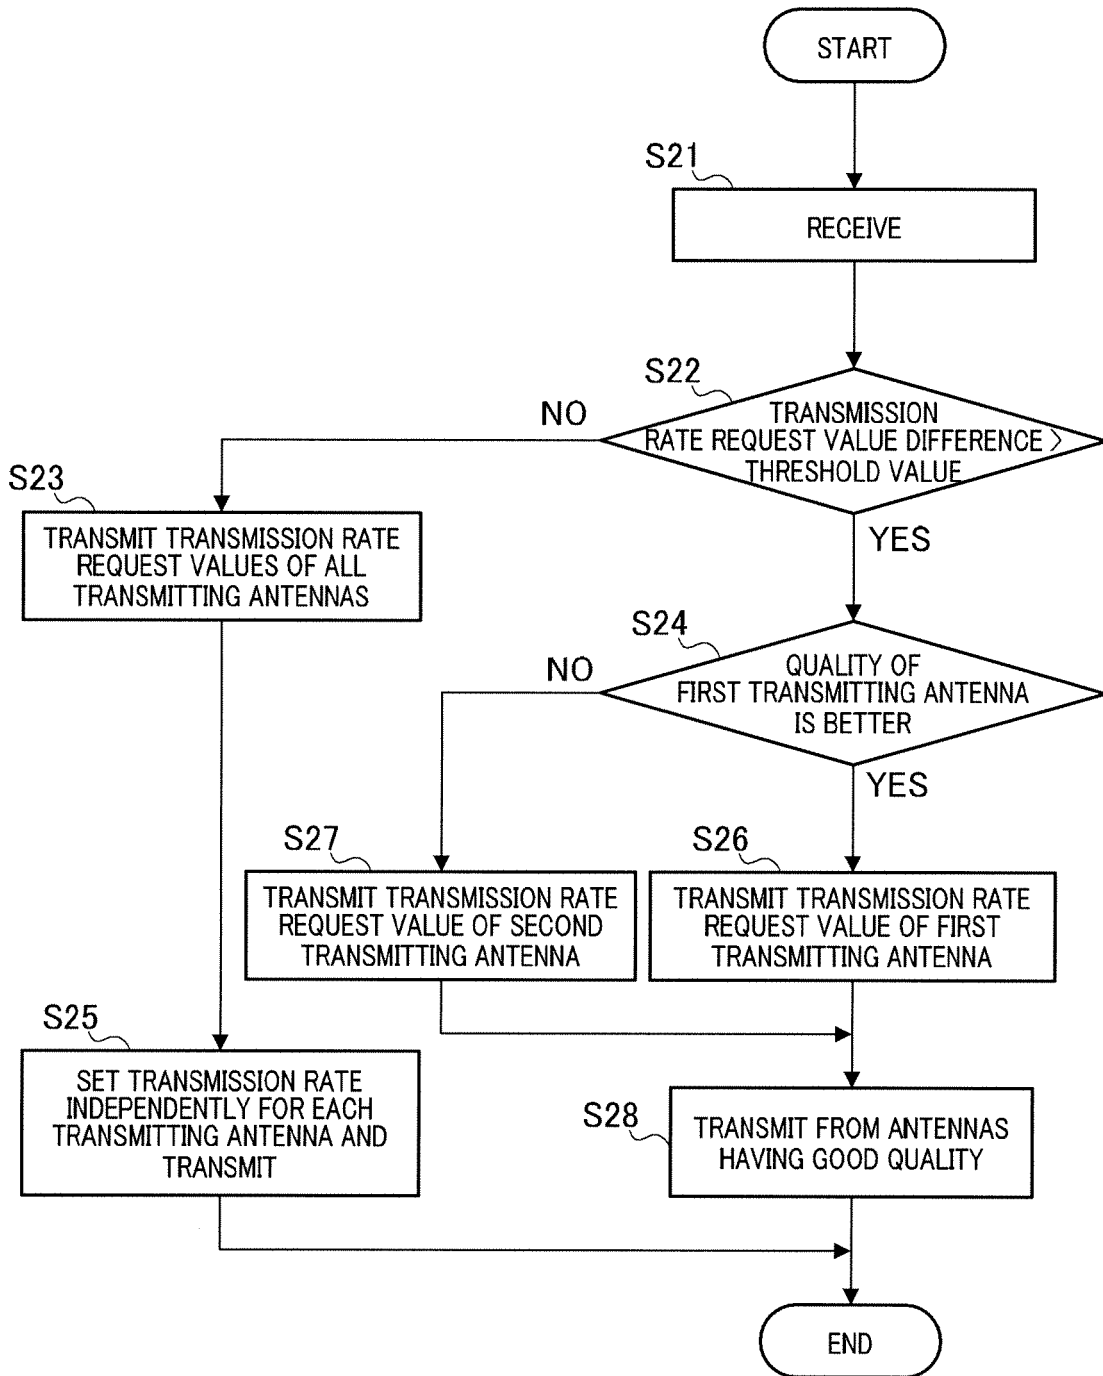 START
S21
RECEIVE
S22
TRANSMISSION
RATE REQUEST VALUE DIFFERENCE >
THRESHOLD VALUE
NO
YES
S23
TRANSMIT TRANSMISSION RATE
REQUEST VALUES OF ALL
TRANSMITTING ANTENNAS
S24
QUALITY OF
FIRST TRANSMITTING ANTENNA
IS BETTER
NO
YES
S27
TRANSMIT TRANSMISSION RATE
REQUEST VALUE OF SECOND
TRANSMITTING ANTENNA
S26
TRANSMIT TRANSMISSION RATE
REQUEST VALUE OF FIRST
TRANSMITTING ANTENNA
S25
SET TRANSMISSION RATE
INDEPENDENTLY FOR EACH
TRANSMITTING ANTENNA AND
TRANSMIT
S28
TRANSMIT FROM ANTENNAS
HAVING GOOD QUALITY
END